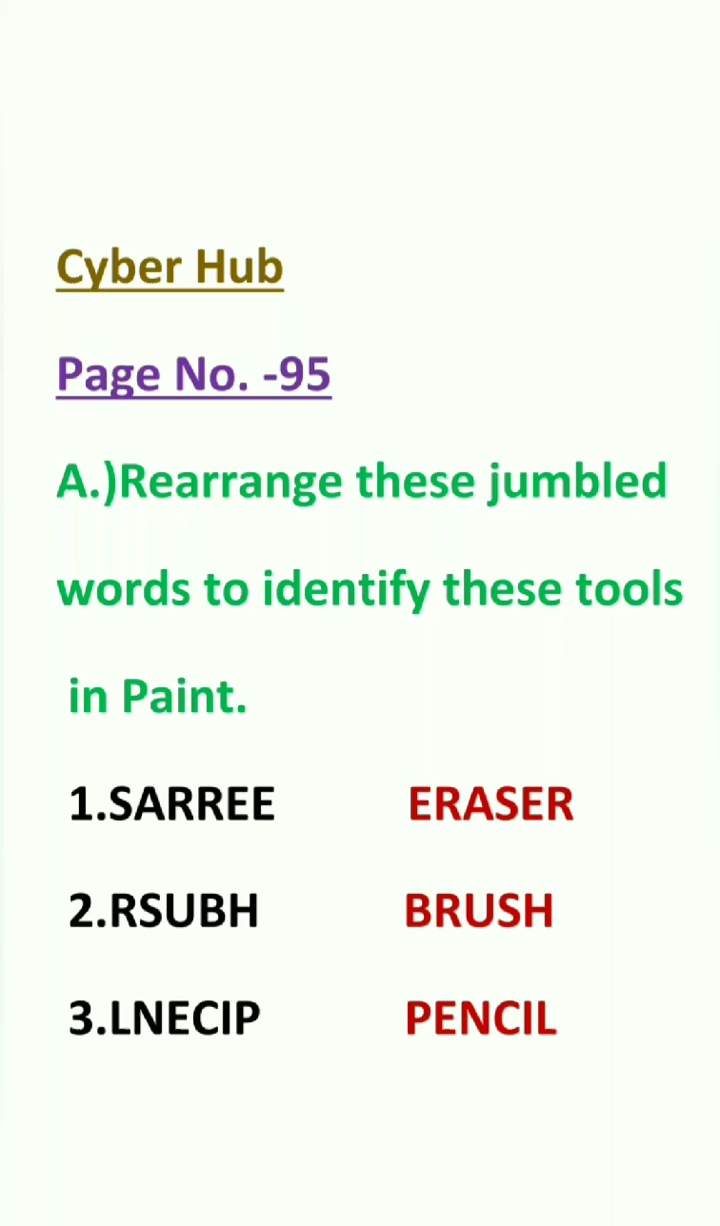 Cyber Hub
Page No. -95
A.)Rearrange these jumbled
words to identify these tools
in Paint.
1.SARREE ERASER
2.RSUBH BRUSH
3.LNECIP PENCIL